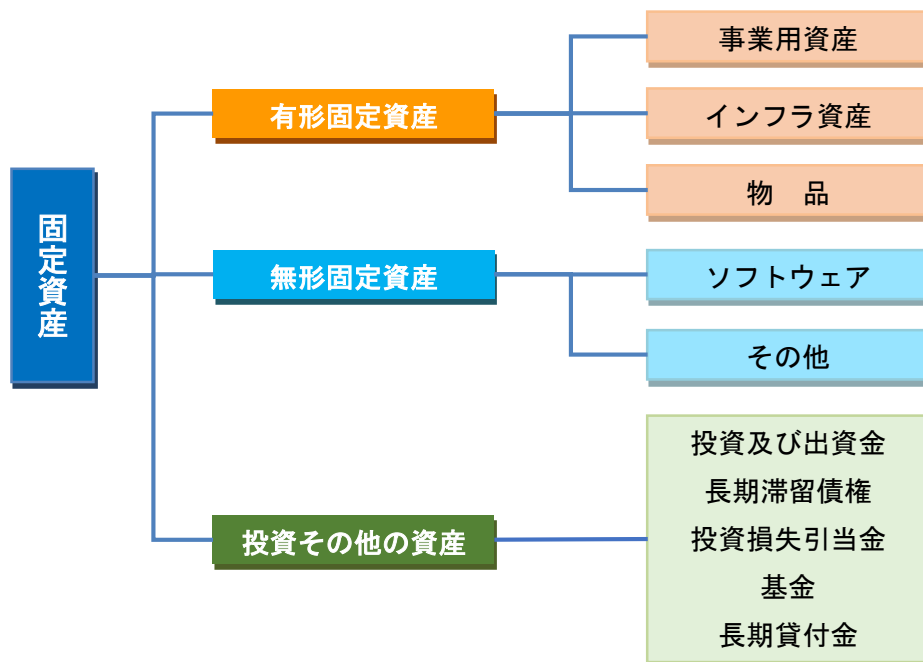 固定資産
有形固定資産
事業用資産
インフラ資産
物　品
無形固定資産
ソフトウェア
その他
投資その他の資産
投資及び出資金
長期滞留債権
投資損失引当金
基金
長期貸付金